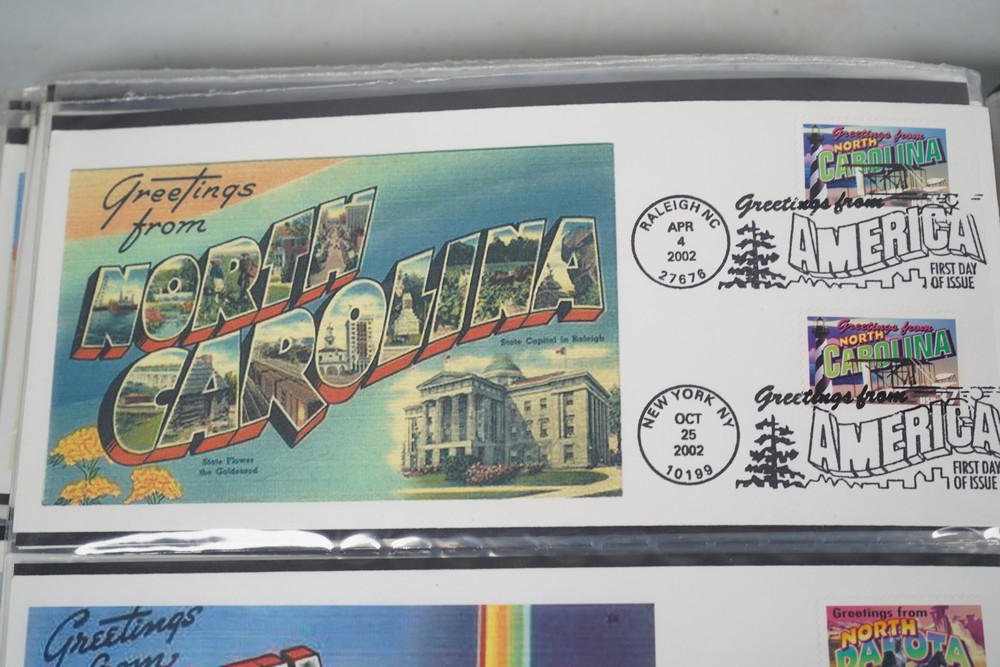 Greetings
from
NORTH
CAROLINA
State Capitol in Raleigh
State Flower
the Goldenrod
Greetings from
NORTH
CAROLINA
RALEIGH NC
APR
4
2002
27676
Greetings from
AMERICA
FIRST DAY
OF ISSUE
Greetings from
NORTH
CAROLINA
NEW YORK NY
OCT
25
2002
10199
Greetings from
AMERICA
FIRST DAY
OF ISSUE
Greetings
from
Greetings from
NORTH
DAKOTA